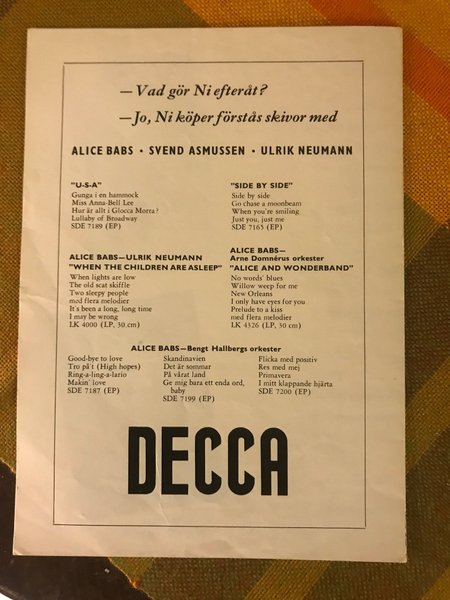 —Vad gör Ni efteråt?
—Jo, Ni köper förstås skivor med
ALICE BABS • SVEND ASMUSSEN • ULRIK NEUMANN
"U-S-A"
Gunga i en hammock
Miss Anna-Bell Lee
Hur är allt i Glocca Morra?
Lullaby of Broadway
SDE 7189 (EP)
"SIDE BY SIDE"
Side by side
Go chase a moonbeam
When you're smiling
Just you, just me
SDE 7165 (EP)
ALICE BABS—ULRIK NEUMANN
"WHEN THE CHILDREN ARE ASLEEP"
When lights are low
The old scat skiffle
Two sleepy people
med flera melodier
It's been a long, long time
I may be wrong
LK 4000 (LP, 30 cm)
ALICE BABS—
Arne Domnérus orkester
"ALICE AND WONDERBAND"
No words' blues
Willow weep for me
New Orleans
I only have eyes for you
Prelude to a kiss
med flera melodier
LK 4326 (LP, 30 cm)
ALICE BABS—Bengt Hallbergs orkester
Good-bye to love
Tro på't (High hopes)
Ring-a-ling-a-lario
Makin' love
SDE 7187 (EP)
Skandinavien
Det är sommar
På vårat land
Ge mig bara ett enda ord,
baby
SDE 7199 (EP)
Flicka med positiv
Res med mej
Primavera
I mitt klappande hjärta
SDE 7200 (EP)
DECCA